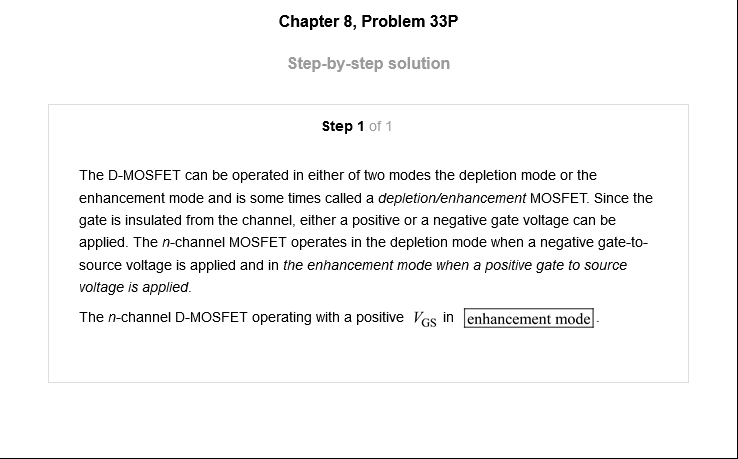 Chapter 8, Problem 33P
Step-by-step solution
Step 1 of 1
The D-MOSFET can be operated in either of two modes the depletion mode or the
enhancement mode and is some times called a depletion/enhancement MOSFET. Since the
gate is insulated from the channel, either a positive or a negative gate voltage can be
applied. The n-channel MOSFET operates in the depletion mode when a negative gate-to-
source voltage is applied and in the enhancement mode when a positive gate to source
voltage is applied.
The n-channel D-MOSFET operating with a positive V_GS in enhancement mode.